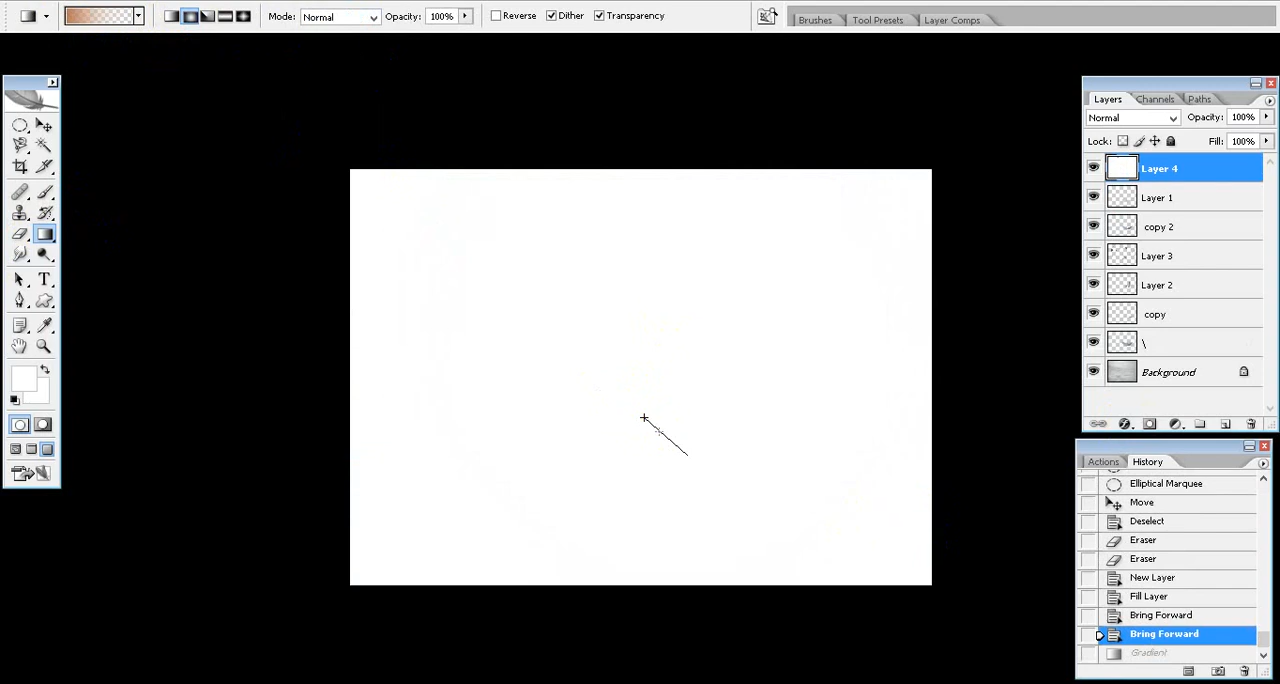 Mode: Normal Opacity: 100% Reverse Dither Transparency Brushes Tool Presets Layer Comps
Layers Channels Paths
Normal Opacity: 100%
Lock: Fill: 100%
Layer 4
Layer 1
copy 2
Layer 3
Layer 2
copy
\
Background
Actions History
Elliptical Marquee
Move
Deselect
Eraser
Eraser
New Layer
Fill Layer
Bring Forward
Bring Forward
Gradient
T